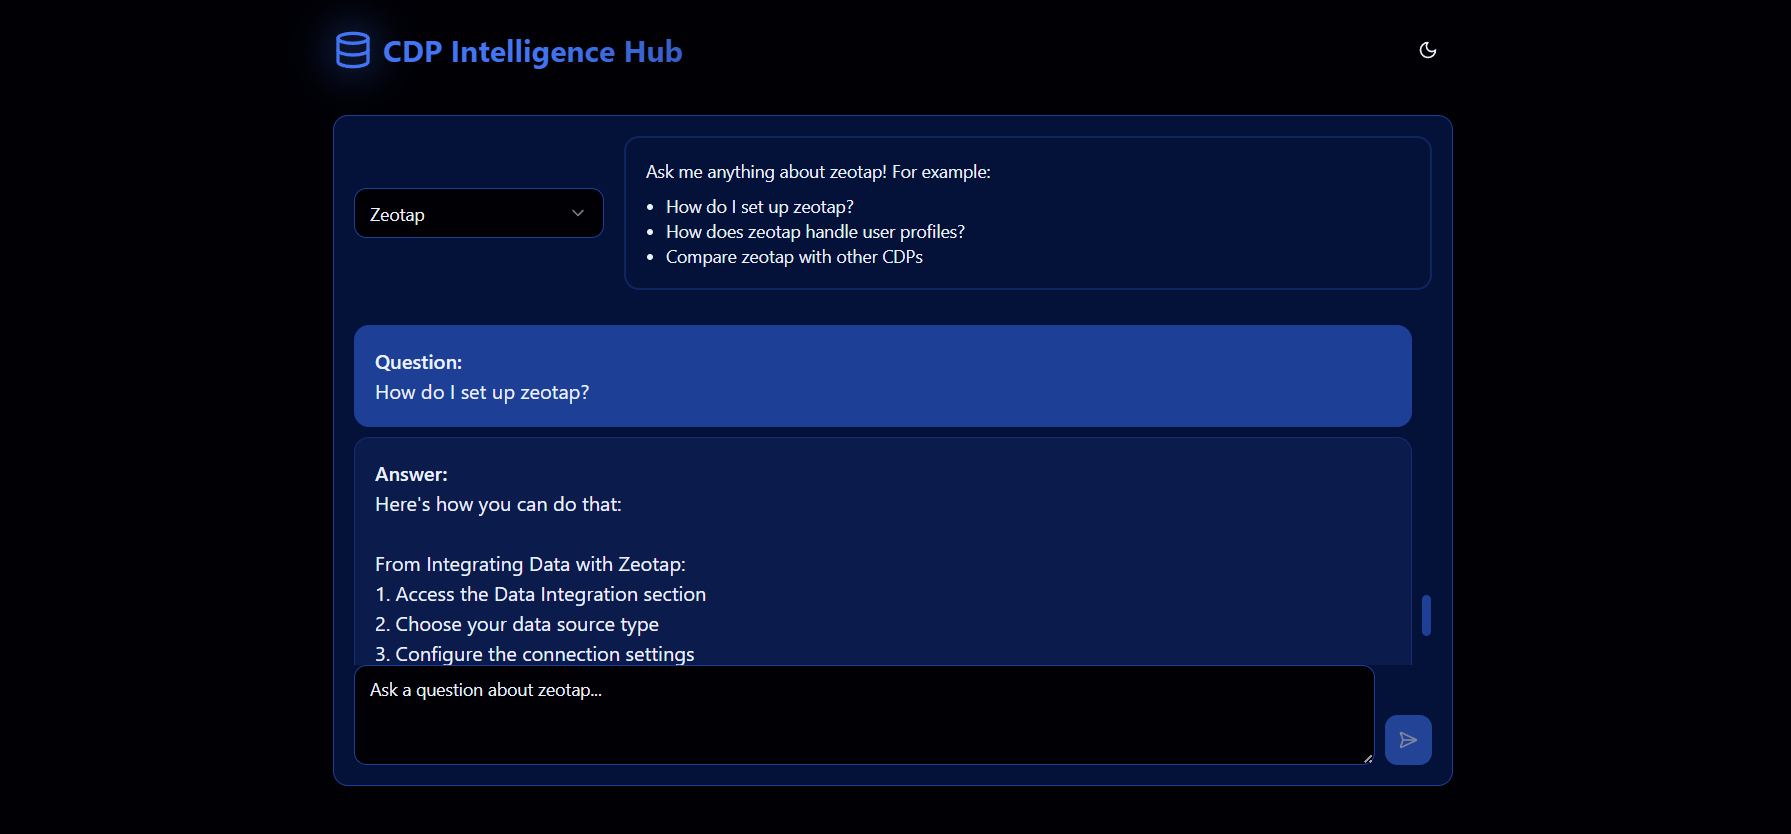 CDP Intelligence Hub
Zeotap
Ask me anything about zeotap! For example:
• How do I set up zeotap?
• How does zeotap handle user profiles?
• Compare zeotap with other CDPs
Question:
How do I set up zeotap?
Answer:
Here's how you can do that:
From Integrating Data with Zeotap:
1. Access the Data Integration section
2. Choose your data source type
3. Configure the connection settings
Ask a question about zeotap...